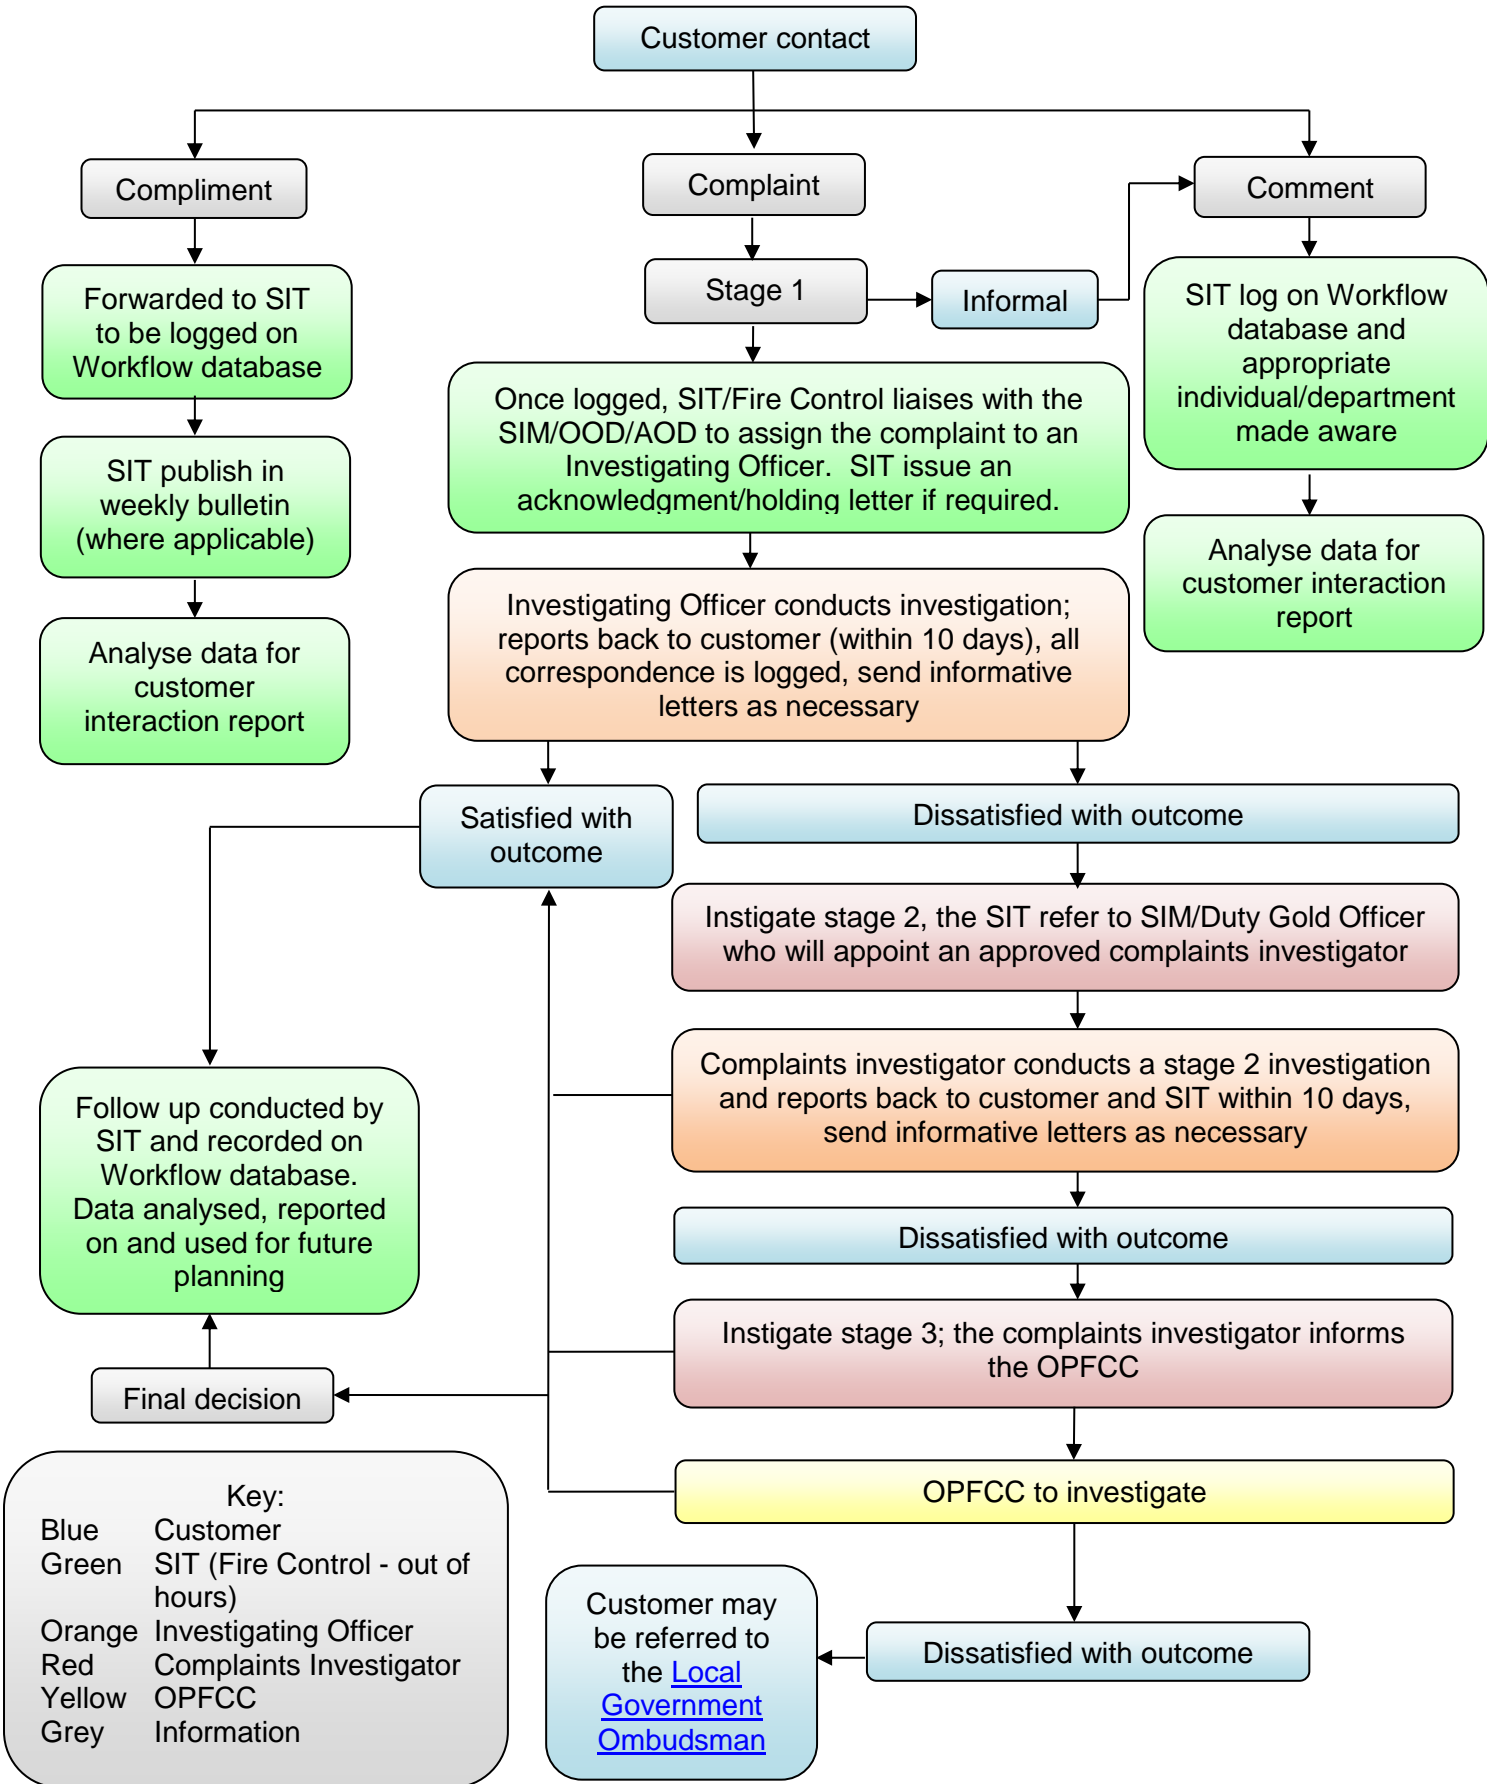 Customer contact
Compliment
Complaint
Comment
Stage 1
Informal
Forwarded to SIT
to be logged on
Workflow database
SIT publish in
weekly bulletin
(where applicable)
Analyse data for
customer
interaction report
Once logged, SIT/Fire Control liaises with the
SIM/OOD/AOD to assign the complaint to an
Investigating Officer.  SIT issue an
acknowledgment/holding letter if required.
SIT log on Workflow
database and
appropriate
individual/department
made aware
Analyse data for
customer interaction
report
Investigating Officer conducts investigation;
reports back to customer (within 10 days), all
correspondence is logged, send informative
letters as necessary
Satisfied with
outcome
Dissatisfied with outcome
Instigate stage 2, the SIT refer to SIM/Duty Gold Officer
who will appoint an approved complaints investigator
Complaints investigator conducts a stage 2 investigation
and reports back to customer and SIT within 10 days,
send informative letters as necessary
Follow up conducted by
SIT and recorded on
Workflow database.
Data analysed, reported
on and used for future
planning
Dissatisfied with outcome
Instigate stage 3; the complaints investigator informs
the OPFCC
Final decision
OPFCC to investigate
Key:
Blue Customer
Green SIT (Fire Control - out of
hours)
Orange Investigating Officer
Red Complaints Investigator
Yellow OPFCC
Grey Information
Customer may
be referred to
the Local
Government
Ombudsman
Dissatisfied with outcome